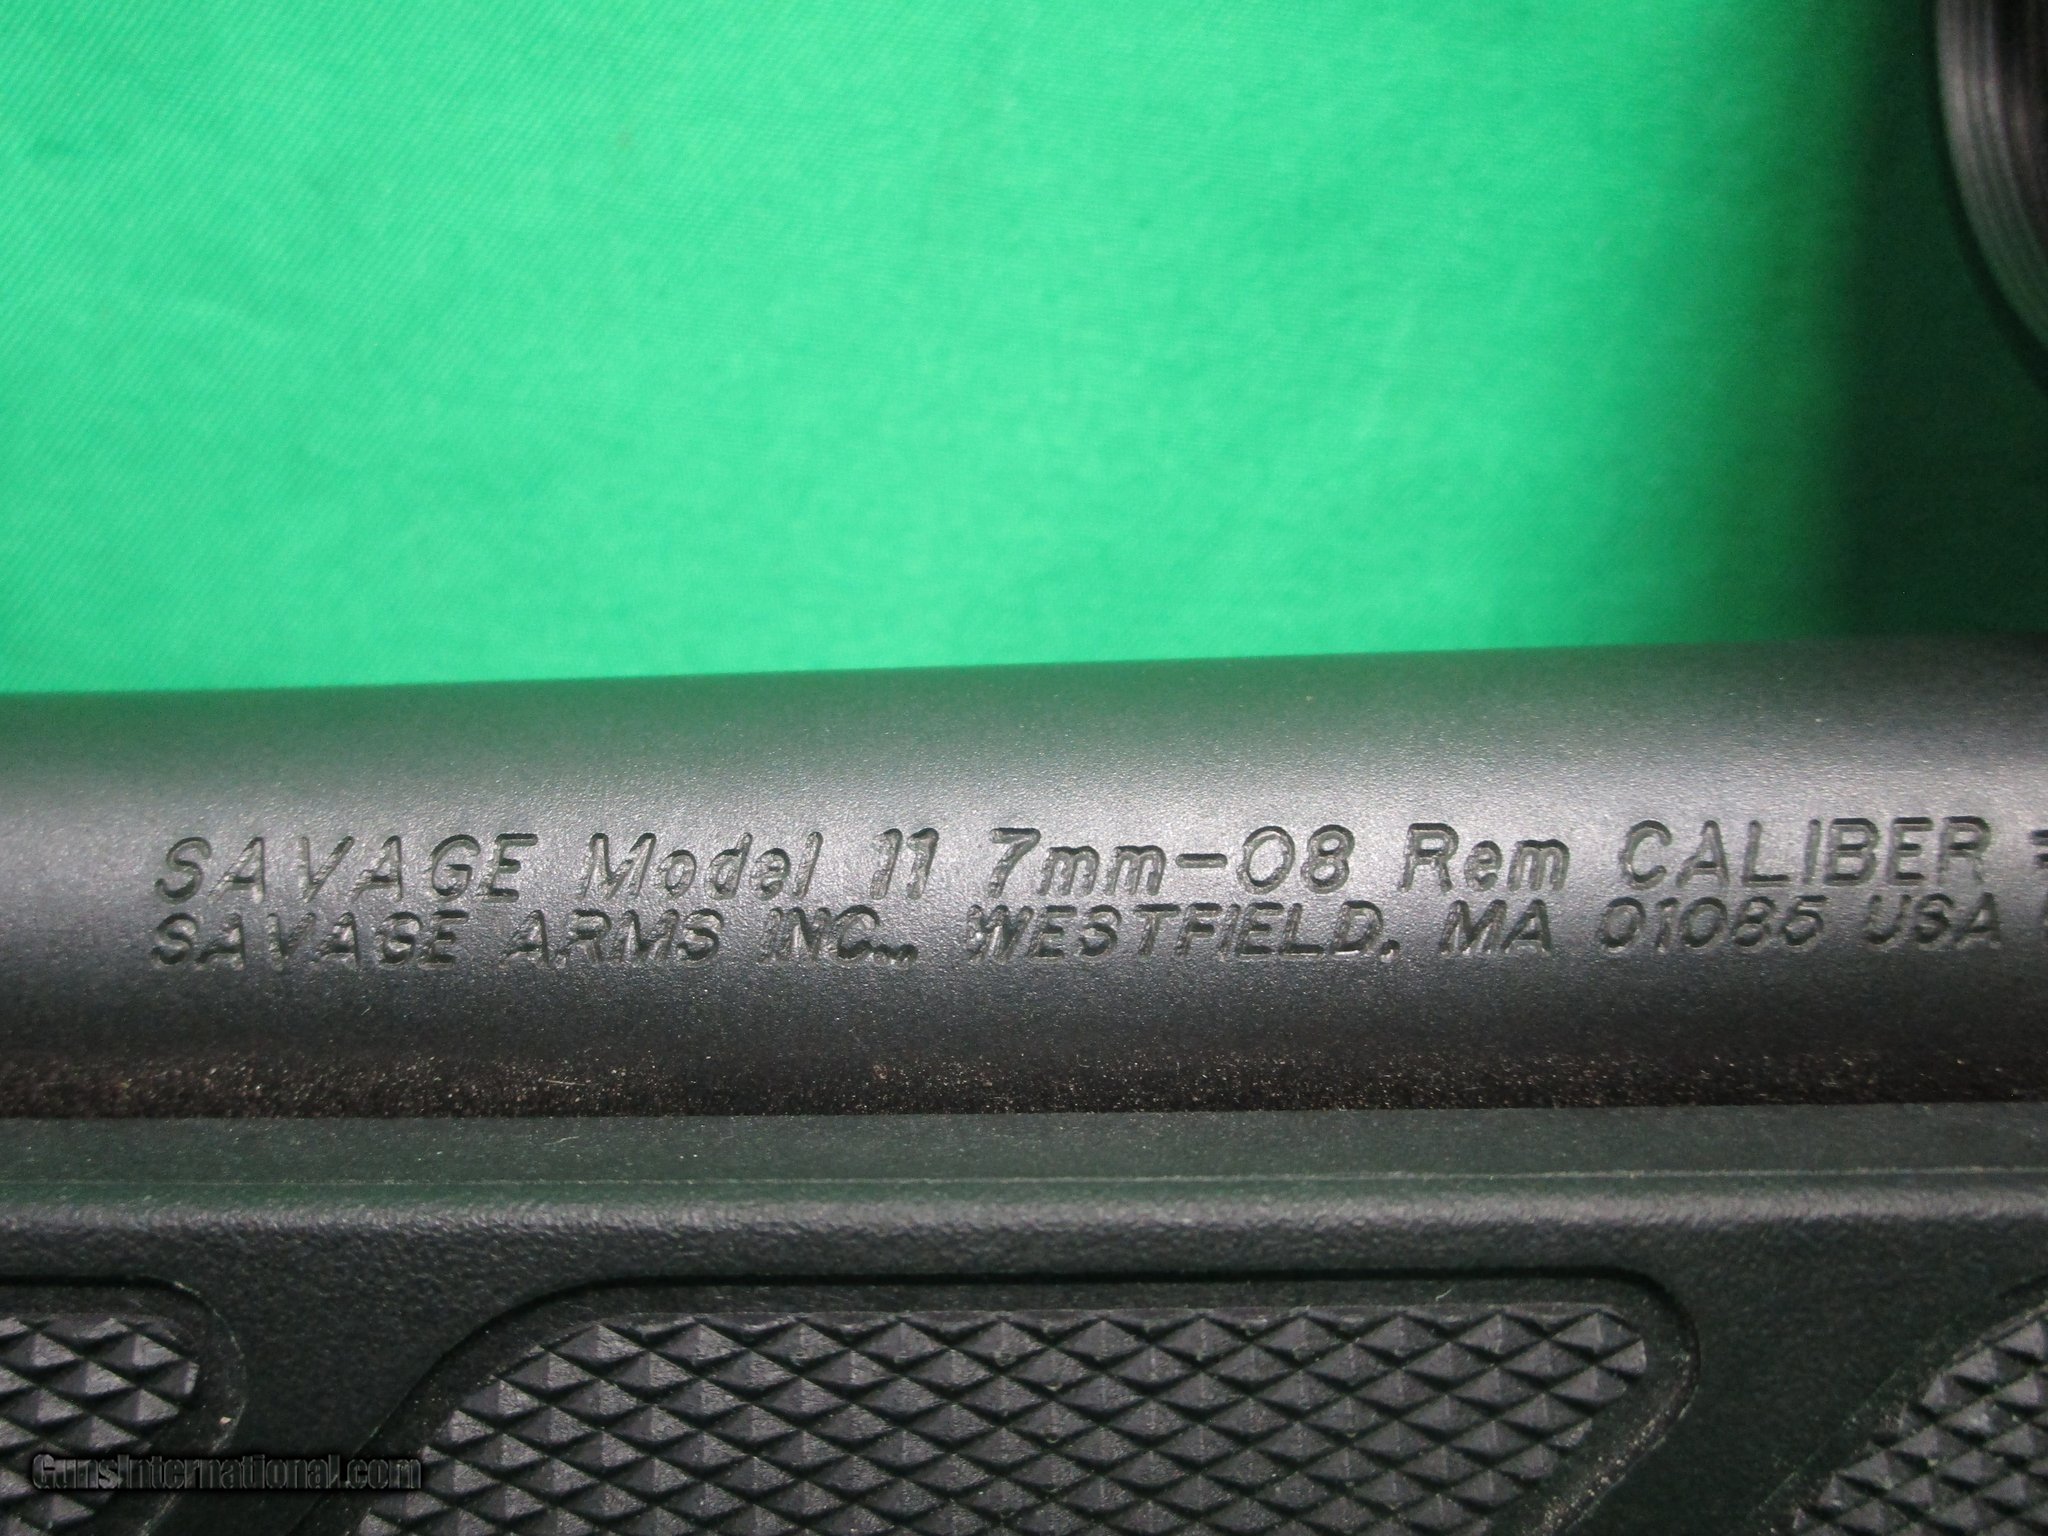 SAVAGE Model 11 7mm-08 Rem CALIBER
SAVAGE ARMS INC., WESTFIELD, MA 01085 USA
GunsInternational.com